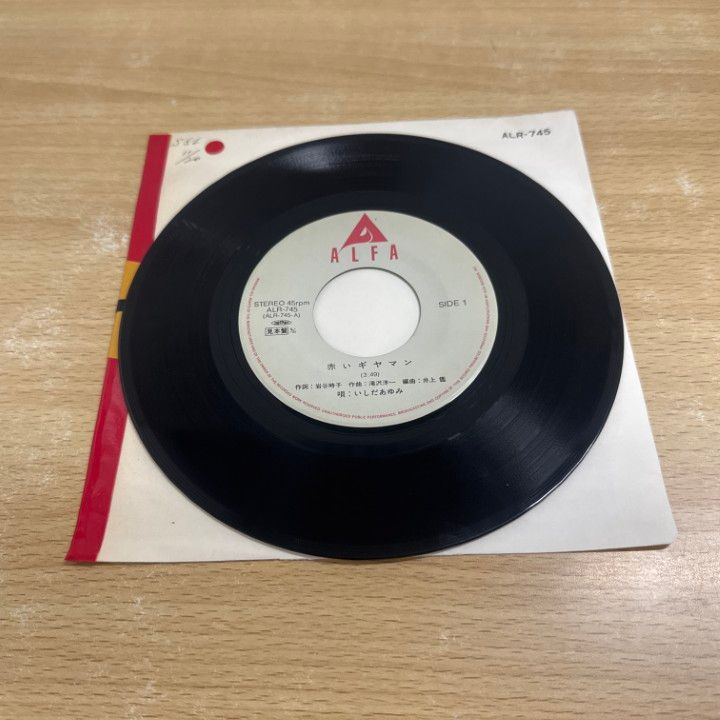 ALR-745
S56
ALFA
STEREO 45rpm
ALR-745
(ALR-745-A)
SIDE 1
見本盤
赤いギヤマン
(3:49)
作詞：岩谷時子 作曲：滝沢洋一 編曲：井上 鑑
唄：いしだあゆみ